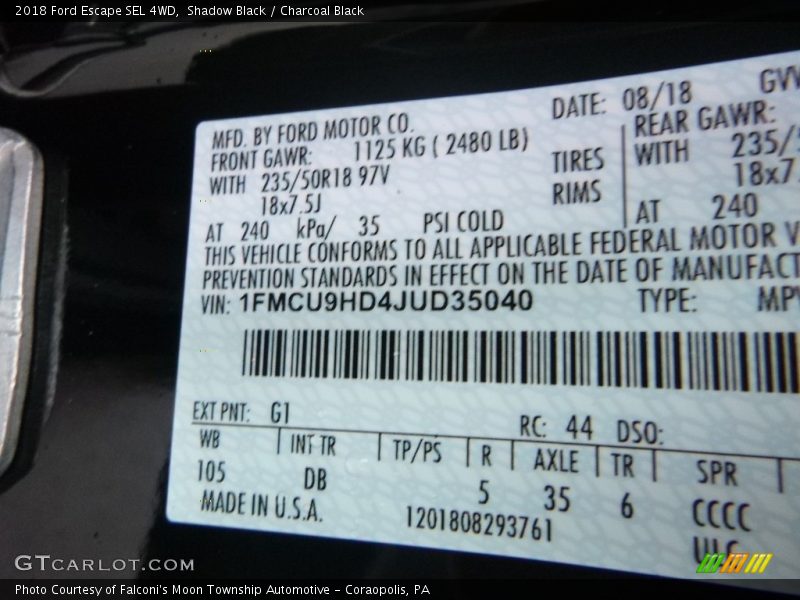 2018 Ford Escape SEL 4WD, Shadow Black / Charcoal Black
MFD. BY FORD MOTOR CO.
DATE: 08/18
FRONT GAWR: 1125 KG ( 2480 LB)
REAR GAWR:
WITH 235/50R18 97V
TIRES
WITH 235/
18x7.5J
RIMS
18x7.
AT 240 kPa/ 35 PSI COLD
AT 240
THIS VEHICLE CONFORMS TO ALL APPLICABLE FEDERAL MOTOR V
PREVENTION STANDARDS IN EFFECT ON THE DATE OF MANUFACT
VIN: 1FMCU9HD4JUD35040
TYPE: MPV
EXT PNT: G1
RC: 44 DSO:
WB INT TR TP/PS R AXLE TR SPR
105 DB 5 35 6 CCCC
MADE IN U.S.A.
1201808293761
GTCARLOT.COM
Photo Courtesy of Falconi's Moon Township Automotive - Coraopolis, PA